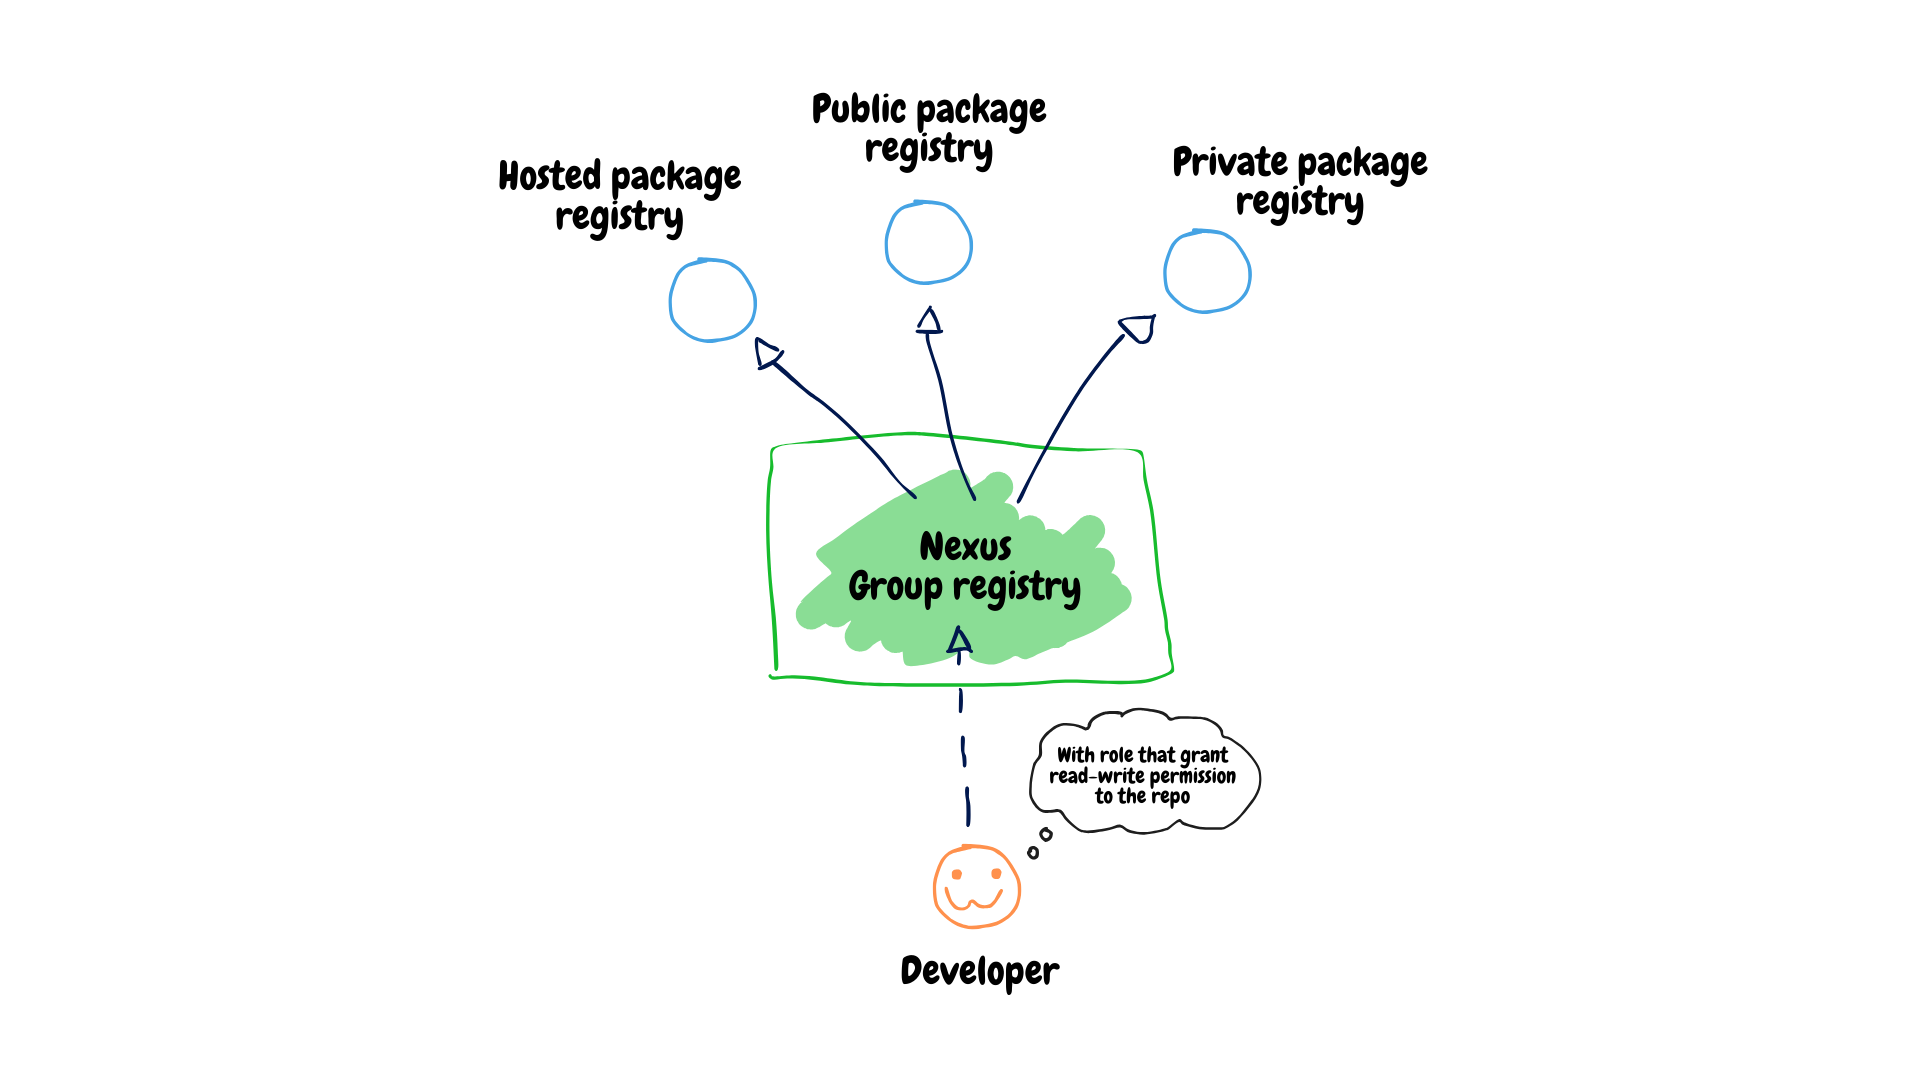 Public package
registry
Hosted package
registry
Private package
registry
Nexus
Group registry
With role that grant
read-write permission
to the repo
Developer